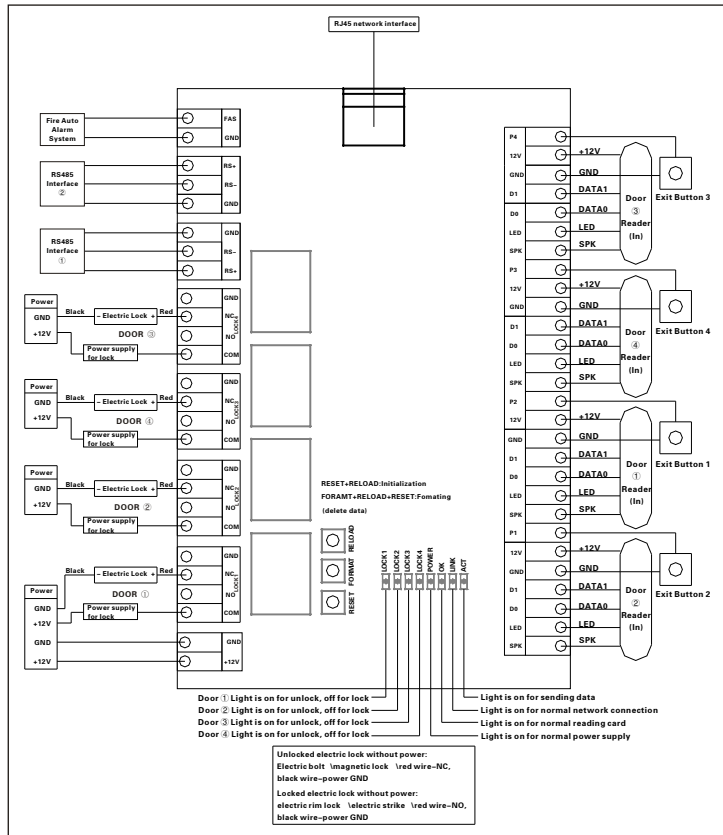 RJ45 network interface
Fire Auto
Alarm
System
FAS
GND
RS485
Interface
②
RS+
RS−
GND
RS485
Interface
①
GND
RS−
RS+
Power
GND
+12V
Black
− Electric Lock +
Red
DOOR ③
Power supply
for lock
GND
NC
NO
COM
LOCK4
Power
GND
+12V
Black
− Electric Lock +
Red
DOOR ④
Power supply
for lock
GND
NC
NO
COM
LOCK3
Power
GND
+12V
Black
− Electric Lock +
Red
DOOR ②
Power supply
for lock
GND
NC
NO
COM
LOCK2
Power
GND
+12V
GND
+12V
Black
− Electric Lock +
Red
DOOR ①
Power supply
for lock
GND
NC
NO
COM
LOCK1
GND
+12V
RESET+RELOAD:Initialization
FORAMT+RELOAD+RESET:Fomating
(delete data)
RELOAD
FORMAT
RESET
LOCK1
LOCK2
LOCK3
LOCK4
POWER
OK
LINK
ACT
P4
12V
GND
D1
D0
LED
SPK
+12V
GND
DATA1
DATA0
LED
SPK
Door
③
Reader
(In)
Exit Button 3
P3
12V
GND
D1
D0
LED
SPK
+12V
GND
DATA1
DATA0
LED
SPK
Door
④
Reader
(In)
Exit Button 4
P2
12V
GND
D1
D0
LED
SPK
+12V
GND
DATA1
DATA0
LED
SPK
Door
①
Reader
(In)
Exit Button 1
P1
12V
GND
D1
D0
LED
SPK
+12V
GND
DATA1
DATA0
LED
SPK
Door
②
Reader
(In)
Exit Button 2
Door ① Light is on for unlock, off for lock
Door ② Light is on for unlock, off for lock
Door ③ Light is on for unlock, off for lock
Door ④ Light is on for unlock, off for lock
Light is on for sending data
Light is on for normal network connection
Light is on for normal reading card
Light is on for normal power supply
Unlocked electric lock without power:
Electric bolt \magnetic lock \red wire−NC,
black wire−power GND
Locked electric lock without power:
electric rim lock \electric strike \red wire−NO,
black wire−power GND